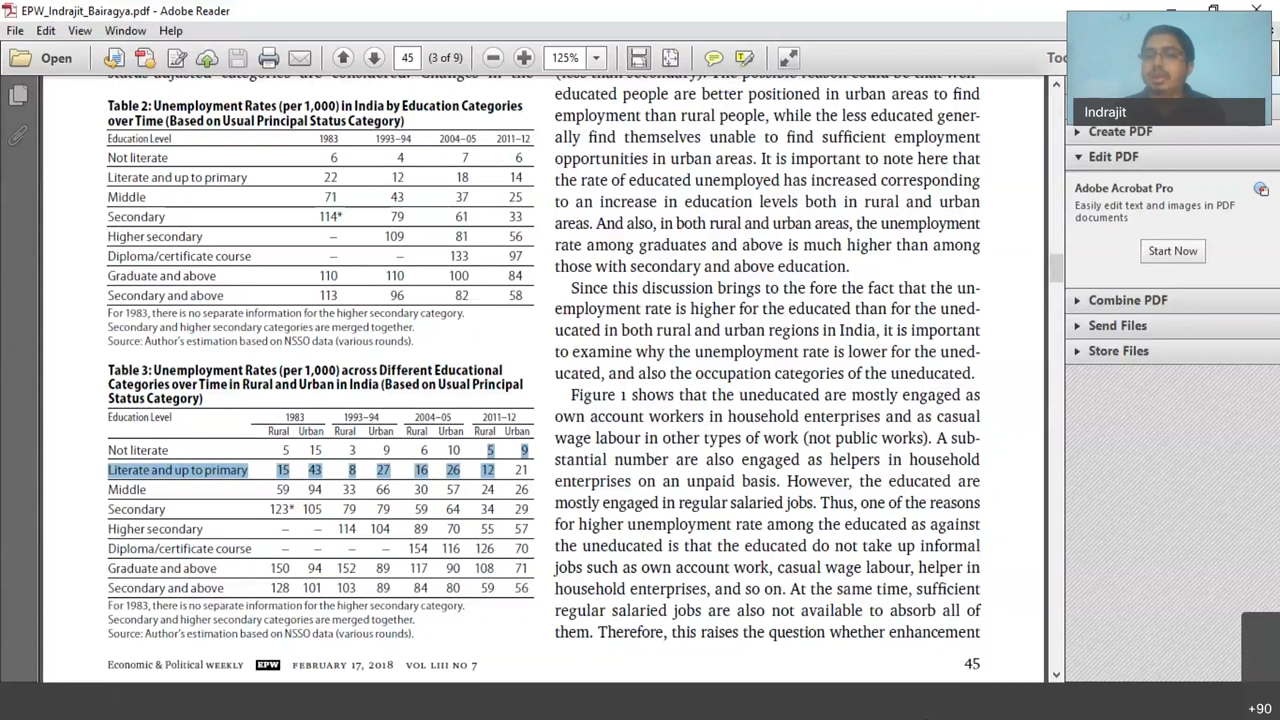 EPW_Indrajit_Bairagya.pdf - Adobe Reader
File Edit View Window Help
Open
45 (3 of 9)
125%
Indrajit
Create PDF
Edit PDF
Adobe Acrobat Pro
Easily edit text and images in PDF
documents
Start Now
Combine PDF
Send Files
Store Files
Table 2: Unemployment Rates (per 1,000) in India by Education Categories
over Time (Based on Usual Principal Status Category)
Education Level 1983 1993–94 2004–05 2011–12
Not literate 6 4 7 6
Literate and up to primary 22 12 18 14
Middle 71 43 37 25
Secondary 114* 79 61 33
Higher secondary – 109 81 56
Diploma/certificate course – – 133 97
Graduate and above 110 110 100 84
Secondary and above 113 96 82 58
For 1983, there is no separate information for the higher secondary category.
Secondary and higher secondary categories are merged together.
Source: Author's estimation based on NSSO data (various rounds).
Table 3: Unemployment Rates (per 1,000) across Different Educational
Categories over Time in Rural and Urban in India (Based on Usual Principal
Status Category)
Education Level 1983 1993–94 2004–05 2011–12
Rural Urban Rural Urban Rural Urban Rural Urban
Not literate 5 15 3 9 6 10 5 9
Literate and up to primary 15 43 8 27 16 26 12 21
Middle 59 94 33 66 30 57 24 26
Secondary 123* 105 79 79 59 64 34 29
Higher secondary – – 114 104 89 70 55 57
Diploma/certificate course – – – – 154 116 126 70
Graduate and above 150 94 152 89 117 90 108 71
Secondary and above 128 101 103 89 84 80 59 56
For 1983, there is no separate information for the higher secondary category.
Secondary and higher secondary categories are merged together.
Source: Author's estimation based on NSSO data (various rounds).
educated people are better positioned in urban areas to find
employment than rural people, while the less educated gener-
ally find themselves unable to find sufficient employment
opportunities in urban areas. It is important to note here that
the rate of educated unemployed has increased corresponding
to an increase in education levels both in rural and urban
areas. And also, in both rural and urban areas, the unemployment
rate among graduates and above is much higher than among
those with secondary and above education.
Since this discussion brings to the fore the fact that the un-
employment rate is higher for the educated than for the uned-
ucated in both rural and urban regions in India, it is important
to examine why the unemployment rate is lower for the uned-
ucated, and also the occupation categories of the uneducated.
Figure 1 shows that the uneducated are mostly engaged as
own account workers in household enterprises and as casual
wage labour in other types of work (not public works). A sub-
stantial number are also engaged as helpers in household
enterprises on an unpaid basis. However, the educated are
mostly engaged in regular salaried jobs. Thus, one of the reasons
for higher unemployment rate among the educated as against
the uneducated is that the educated do not take up informal
jobs such as own account work, casual wage labour, helper in
household enterprises, and so on. At the same time, sufficient
regular salaried jobs are also not available to absorb all of
them. Therefore, this raises the question whether enhancement
Economic & Political WEEKLY EPW FEBRUARY 17, 2018 VOL LIII NO 7
45
+90